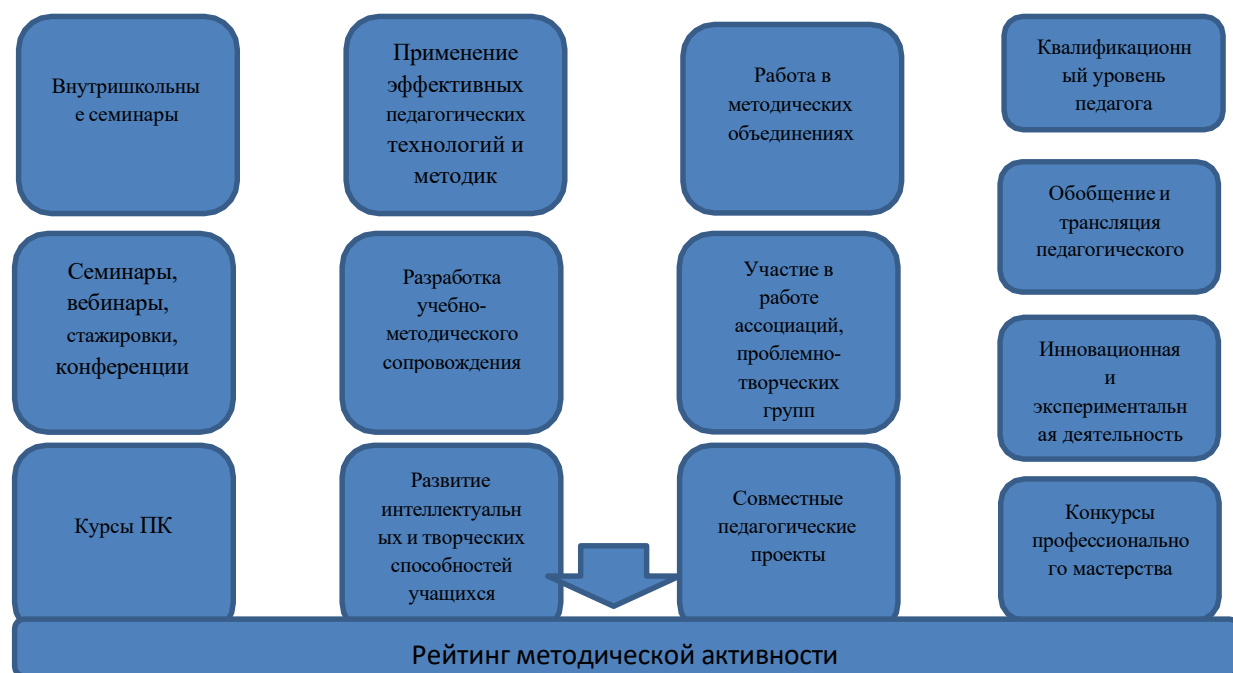 Внутришкольны
е семинары
Семинары,
вебинары,
стажировки,
конференции
Курсы ПК
Применение
эффективных
педагогических
технологий и
методик
Разработка
учебно-
методического
сопровождения
Развитие
интеллектуальн
ых и творческих
способностей
учащихся
Работа в
методических
объединениях
Участие в
работе
ассоциаций,
проблемно-
творческих
групп
Совместные
педагогические
проекты
Квалификационн
ый уровень
педагога
Обобщение и
трансляция
педагогического
Инновационная
и
экспериментальн
ая деятельность
Конкурсы
профессионально
го мастерства
Рейтинг методической активности